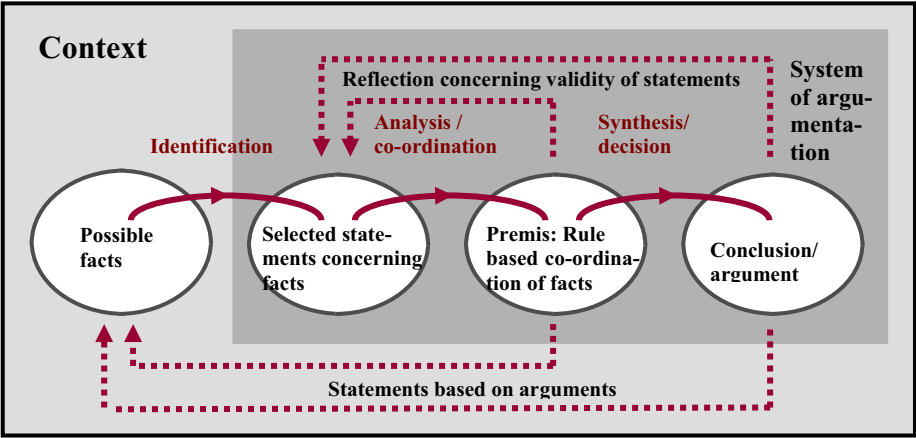 Context
Reflection concerning validity of statements
System
of argu-
menta-
tion
Identification
Analysis /
co-ordination
Synthesis/
decision
Possible
facts
Selected state-
ments concerning
facts
Premis: Rule
based co-ordina-
tion of facts
Conclusion/
argument
Statements based on arguments